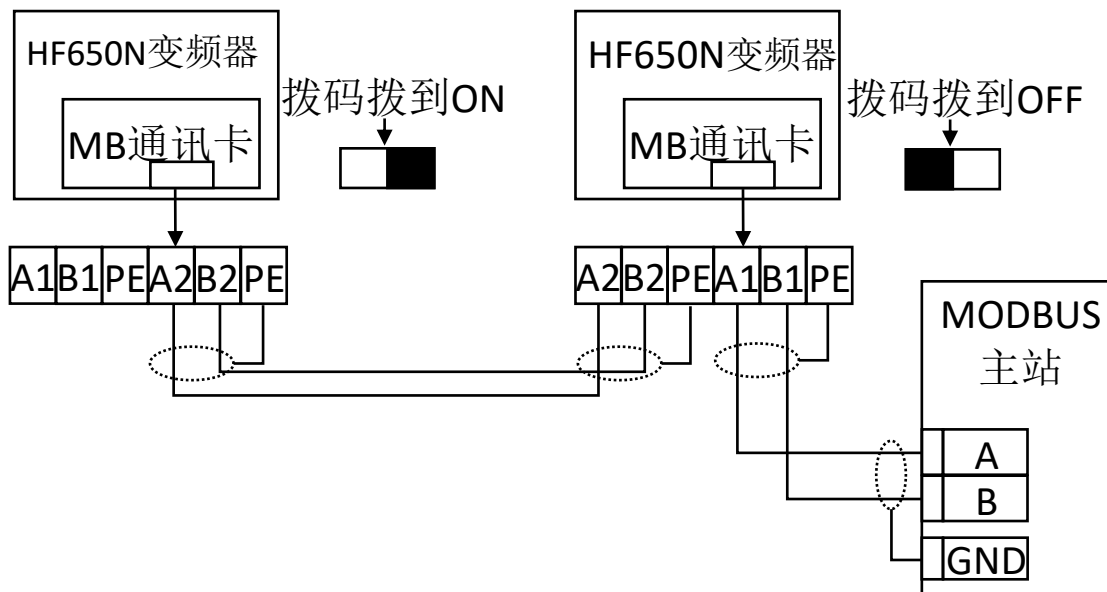 HF650N变频器
MB通讯卡
拨码拨到ON
HF650N变频器
MB通讯卡
拨码拨到OFF
A1 B1 PE A2 B2 PE
A2 B2 PE A1 B1 PE
MODBUS
主站
A
B
GND